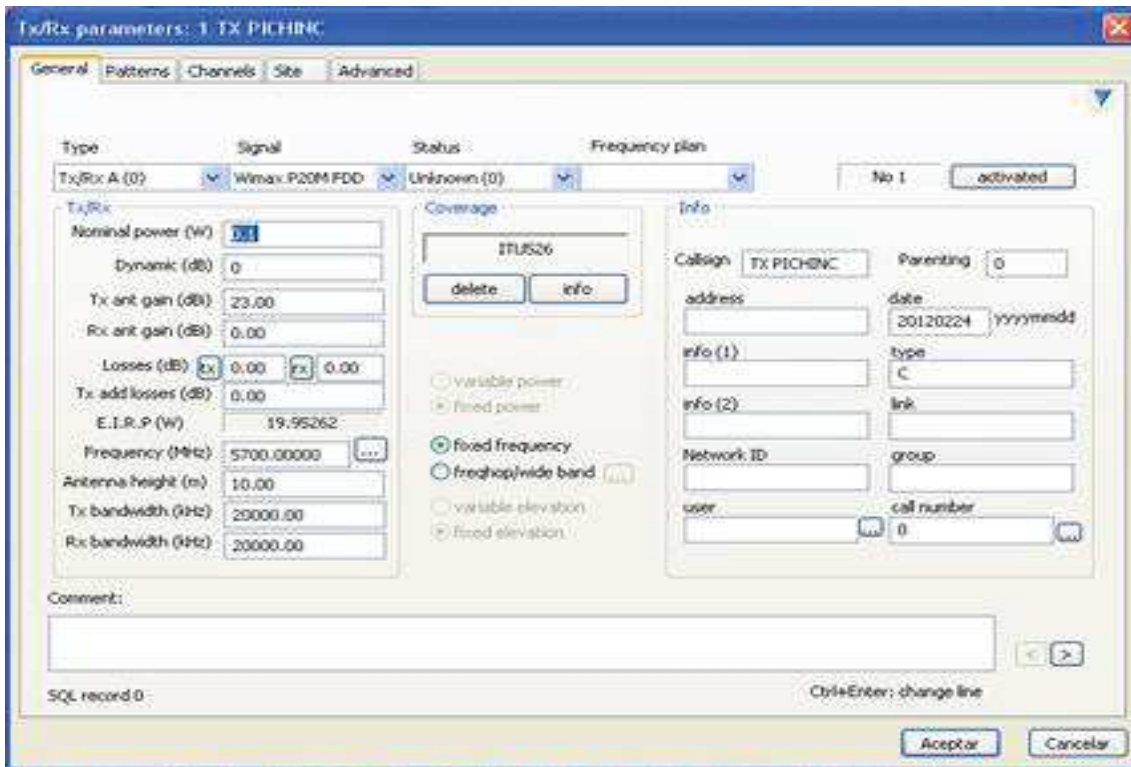 Tx/Rx parameters: 1 TX PICHINC
General Patterns Channels Site Advanced
Type Signal Status Frequency plan
Tx/Rx A (0) Wimax P20M FDD Unknown (0) No 1 activated
Tx/Rx Coverage Info
Nominal power (W) 0.1
ITU526
Dynamic (dB) 0
Callsign TX PICHINC Parenting 0
delete info
Tx ant gain (dBi) 23.00
address date
20120224 yyyymmdd
Rx ant gain (dBi) 0.00
info (1) type
C
Losses (dB) tx 0.00 rx 0.00
variable power
Tx add losses (dB) 0.00
fixed power
info (2) link
E.I.R.P (W) 19.95262
fixed frequency
Frequency (MHz) 5700.00000 ...
Network ID group
freqhop/wide band ...
Antenna height (m) 10.00
variable elevation
user call number
Tx bandwidth (kHz) 20000.00
... 0 ...
fixed elevation
Rx bandwidth (kHz) 20000.00
Comment:
< >
SQL record 0 Ctrl+Enter: change line
Aceptar Cancelar